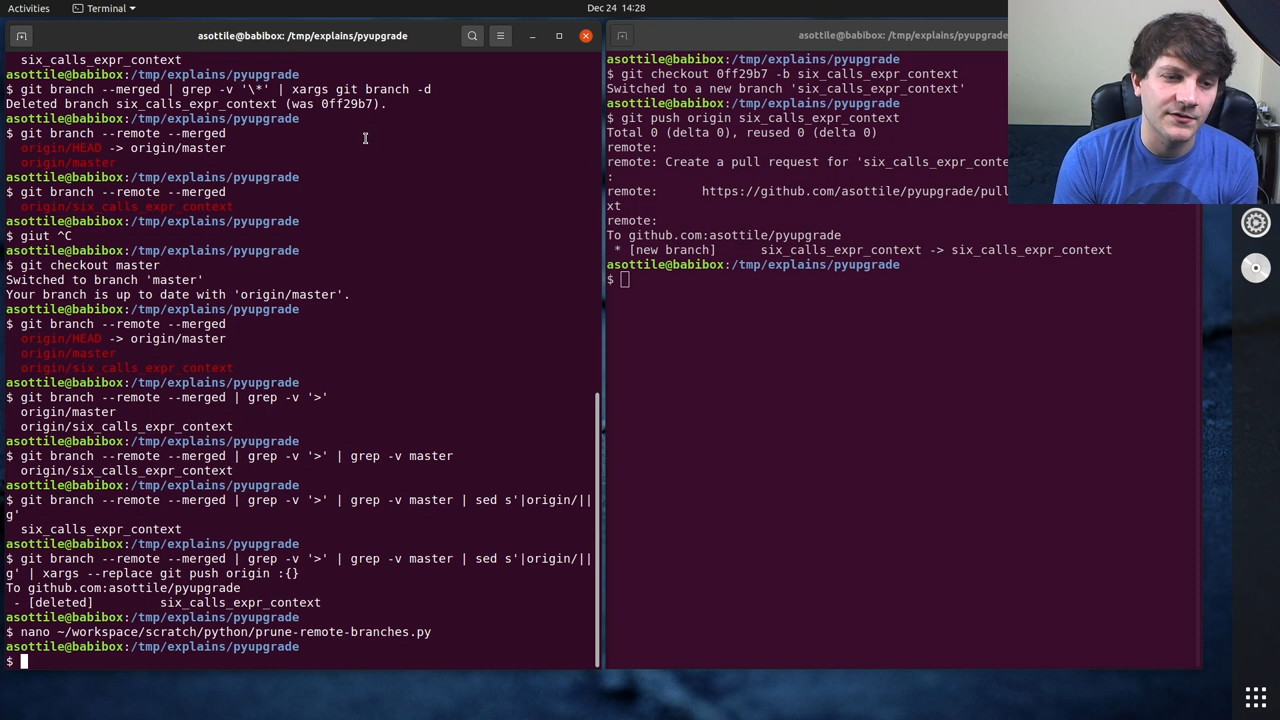 Activities
Terminal
Dec 24 14:28
asottile@babibox: /tmp/explains/pyupgrade
six_calls_expr_context
asottile@babibox:/tmp/explains/pyupgrade
$ git branch --merged | grep -v '\*' | xargs git branch -d
Deleted branch six_calls_expr_context (was 0ff29b7).
asottile@babibox:/tmp/explains/pyupgrade
$ git branch --remote --merged
origin/HEAD -> origin/master
origin/master
asottile@babibox:/tmp/explains/pyupgrade
$ git branch --remote --merged
origin/six_calls_expr_context
asottile@babibox:/tmp/explains/pyupgrade
$ giut ^C
asottile@babibox:/tmp/explains/pyupgrade
$ git checkout master
Switched to branch 'master'
Your branch is up to date with 'origin/master'.
asottile@babibox:/tmp/explains/pyupgrade
$ git branch --remote --merged
origin/HEAD -> origin/master
origin/master
origin/six_calls_expr_context
asottile@babibox:/tmp/explains/pyupgrade
$ git branch --remote --merged | grep -v '>'
origin/master
origin/six_calls_expr_context
asottile@babibox:/tmp/explains/pyupgrade
$ git branch --remote --merged | grep -v '>' | grep -v master
origin/six_calls_expr_context
asottile@babibox:/tmp/explains/pyupgrade
$ git branch --remote --merged | grep -v '>' | grep -v master | sed s'|origin/||
g'
six_calls_expr_context
asottile@babibox:/tmp/explains/pyupgrade
$ git branch --remote --merged | grep -v '>' | grep -v master | sed s'|origin/||
g' | xargs --replace git push origin :{}
To github.com:asottile/pyupgrade
- [deleted] six_calls_expr_context
asottile@babibox:/tmp/explains/pyupgrade
$ nano ~/workspace/scratch/python/prune-remote-branches.py
asottile@babibox:/tmp/explains/pyupgrade
$
asottile@babibox: /tmp/explains/pyupgrade
asottile@babibox:/tmp/explains/pyupgrade
$ git checkout 0ff29b7 -b six_calls_expr_context
Switched to a new branch 'six_calls_expr_context'
asottile@babibox:/tmp/explains/pyupgrade
$ git push origin six_calls_expr_context
Total 0 (delta 0), reused 0 (delta 0)
remote:
remote: Create a pull request for 'six_calls_expr_conte
:
remote: https://github.com/asottile/pyupgrade/pull
xt
remote:
To github.com:asottile/pyupgrade
* [new branch] six_calls_expr_context -> six_calls_expr_context
asottile@babibox:/tmp/explains/pyupgrade
$